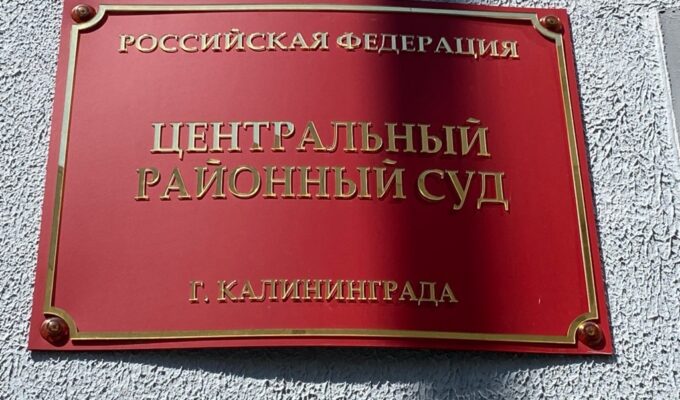 РОССИЙСКАЯ ФЕДЕРАЦИЯ
ЦЕНТРАЛЬНЫЙ
РАЙОННЫЙ СУД
Г. КАЛИНИНГРАДА